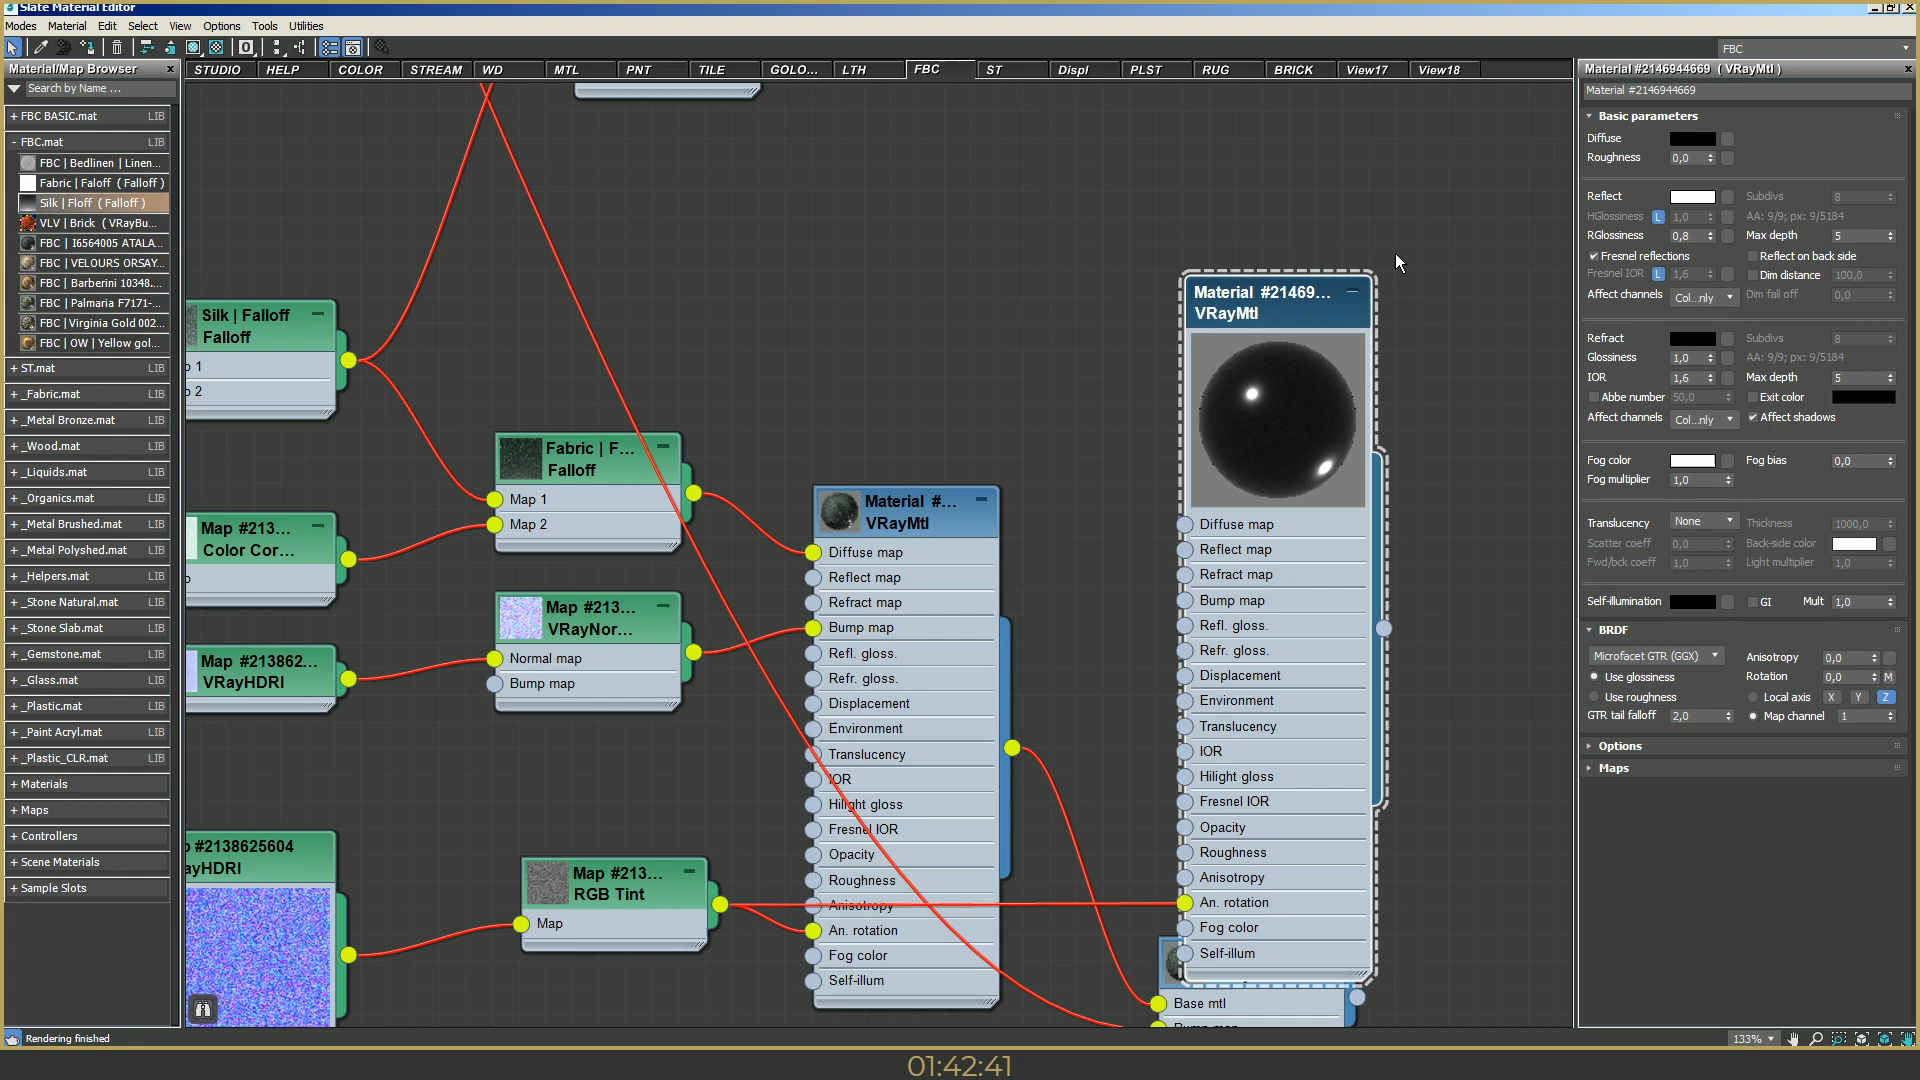 Slate Material Editor
Modes Material Edit Select View Options Tools Utilities
FBC
Material/Map Browser
Search by Name ...
+ FBC BASIC.mat LIB
- FBC.mat LIB
FBC | Bedlinen | Linen...
Fabric | Faloff ( Falloff )
Silk | Floff ( Falloff )
VLV | Brick ( VRayBu...
FBC | I6564005 ATALA...
FBC | VELOURS ORSAY...
FBC | Barberini 10348....
FBC | Palmaria F7171-...
FBC |Virginia Gold 002...
FBC | OW | Yellow gol...
+ ST.mat LIB
+ _Fabric.mat LIB
+ _Metal Bronze.mat LIB
+ _Wood.mat LIB
+ _Liquids.mat LIB
+ _Organics.mat LIB
+ _Metal Brushed.mat LIB
+ _Metal Polyshed.mat LIB
+ _Helpers.mat LIB
+ _Stone Natural.mat LIB
+ _Stone Slab.mat LIB
+ _Gemstone.mat LIB
+ _Glass.mat LIB
+ _Plastic.mat LIB
+ _Paint Acryl.mat LIB
+ _Plastic_CLR.mat LIB
+ Materials
+ Maps
+ Controllers
+ Scene Materials
+ Sample Slots
STUDIO HELP COLOR STREAM WD MTL PNT TILE GOLO... LTH FBC ST Displ PLST RUG BRICK View17 View18
Silk | Falloff
Falloff
p 1
p 2
Map #213...
Color Cor...
p
Map #213862...
VRayHDRI
p #2138625604
ayHDRI
Fabric | F...
Falloff
Map 1
Map 2
Map #213...
VRayNor...
Normal map
Bump map
Map #213...
RGB Tint
Map
Material #...
VRayMtl
Diffuse map
Reflect map
Refract map
Bump map
Refl. gloss.
Refr. gloss.
Displacement
Environment
Translucency
IOR
Hilight gloss
Fresnel IOR
Opacity
Roughness
Anisotropy
An. rotation
Fog color
Self-illum
Material #21469...
VRayMtl
Diffuse map
Reflect map
Refract map
Bump map
Refl. gloss.
Refr. gloss.
Displacement
Environment
Translucency
IOR
Hilight gloss
Fresnel IOR
Opacity
Roughness
Anisotropy
An. rotation
Fog color
Self-illum
Base mtl
Bump map
Material #2146944669 ( VRayMtl )
Material #2146944669
Basic parameters
Diffuse
Roughness 0,0
Reflect Subdivs 8
HGlossiness L 1,0 AA: 9/9; px: 9/5184
RGlossiness 0,8 Max depth 5
Fresnel reflections Reflect on back side
Fresnel IOR L 1,6 Dim distance 100,0
Affect channels Col...nly Dim fall off 0,0
Refract Subdivs 8
Glossiness 1,0 AA: 9/9; px: 9/5184
IOR 1,6 Max depth 5
Abbe number 50,0 Exit color
Affect channels Col...nly Affect shadows
Fog color Fog bias 0,0
Fog multiplier 1,0
Translucency None Thickness 1000,0
Scatter coeff 0,0 Back-side color
Fwd/bck coeff 1,0 Light multiplier 1,0
Self-illumination GI Mult 1,0
BRDF
Microfacet GTR (GGX) Anisotropy 0,0
Use glossiness Rotation 0,0 M
Use roughness Local axis X Y Z
GTR tail falloff 2,0 Map channel 1
Options
Maps
Rendering finished
133%
01:42:41